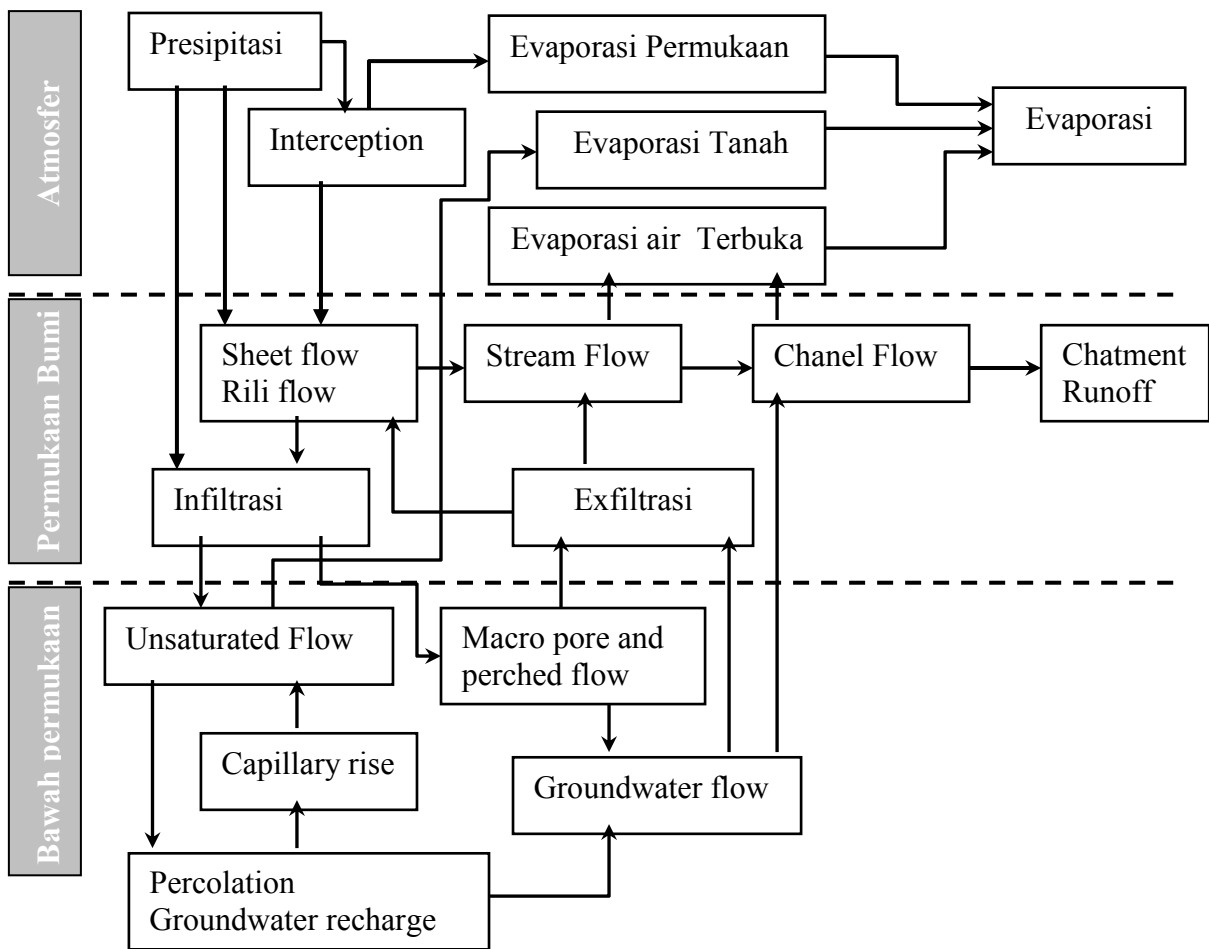 Atmosfer
Presipitasi
Evaporasi Permukaan
Evaporasi
Interception
Evaporasi Tanah
Evaporasi air Terbuka
Permukaan Bumi
Sheet flow
Rili flow
Stream Flow
Chanel Flow
Chatment
Runoff
Infiltrasi
Exfiltrasi
Bawah permukaan
Unsaturated Flow
Macro pore and
perched flow
Capillary rise
Groundwater flow
Percolation
Groundwater recharge